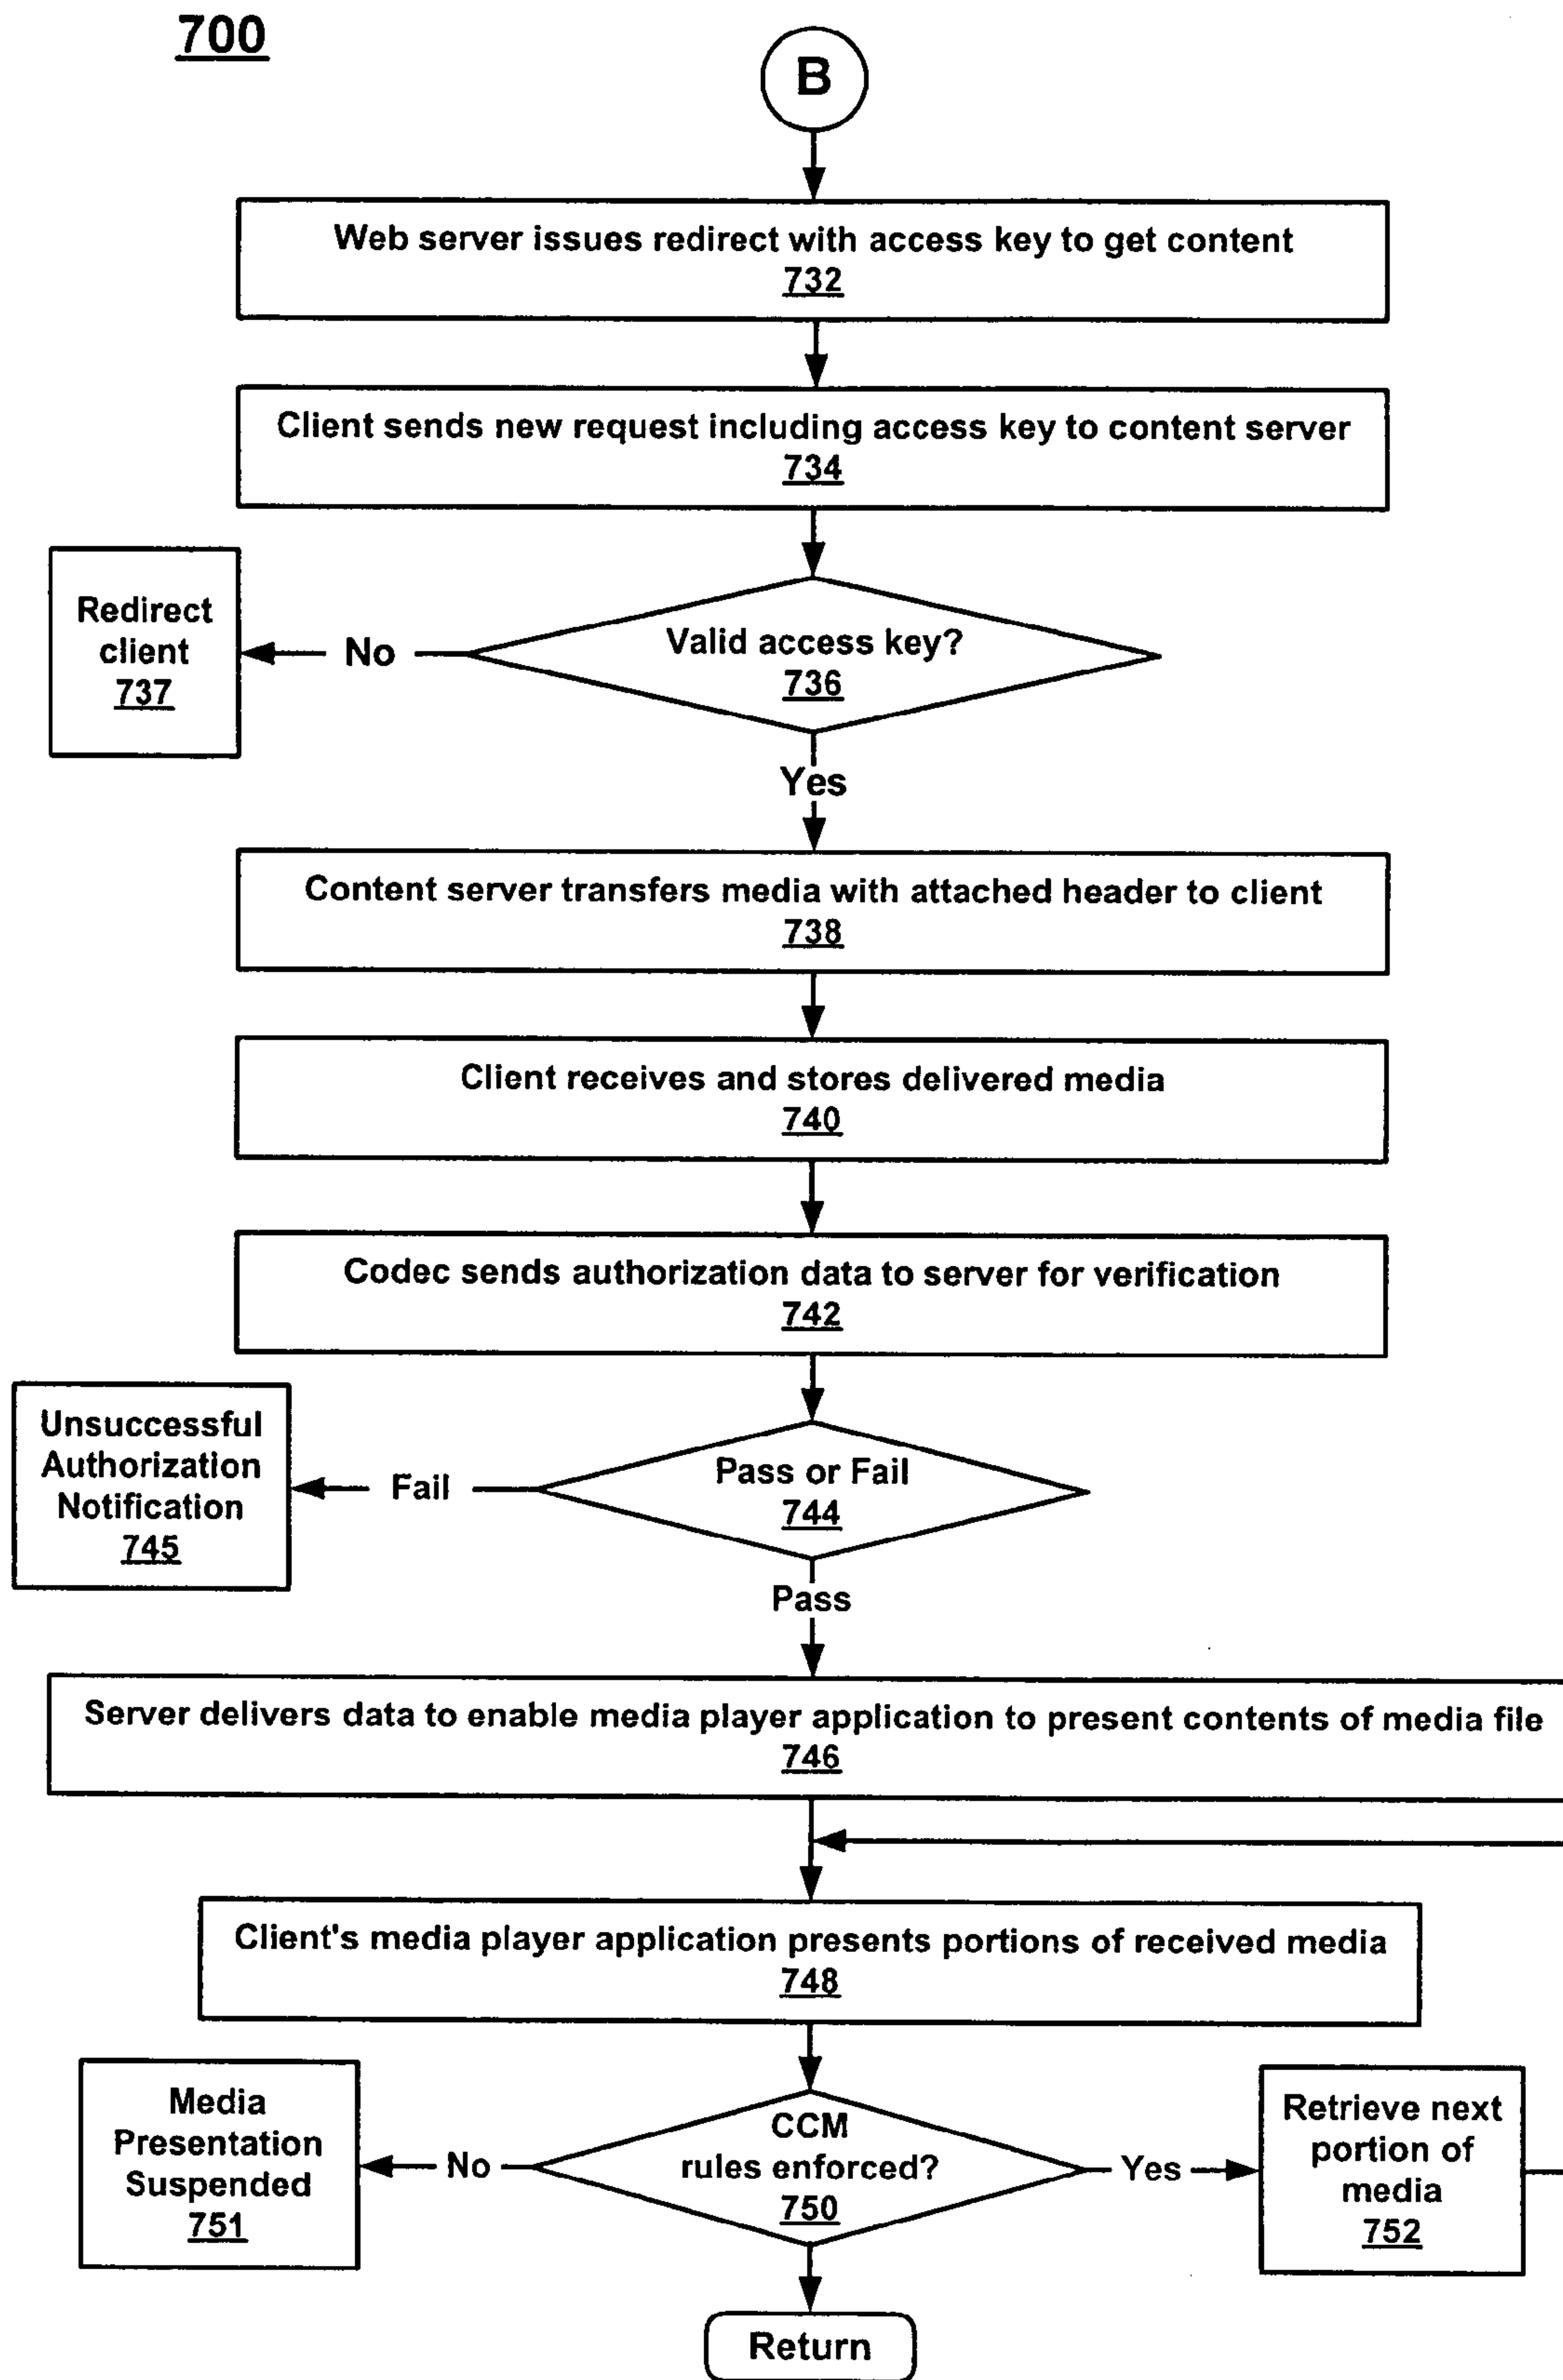 700
B
Web server issues redirect with access key to get content
732
Client sends new request including access key to content server
734
Redirect
client
737
No
Valid access key?
736
Yes
Content server transfers media with attached header to client
738
Client receives and stores delivered media
740
Codec sends authorization data to server for verification
742
Unsuccessful
Authorization
Notification
745
Fail
Pass or Fail
744
Pass
Server delivers data to enable media player application to present contents of media file
746
Client's media player application presents portions of received media
748
Media
Presentation
Suspended
751
No
CCM
rules enforced?
750
Yes
Retrieve next
portion of
media
752
Return